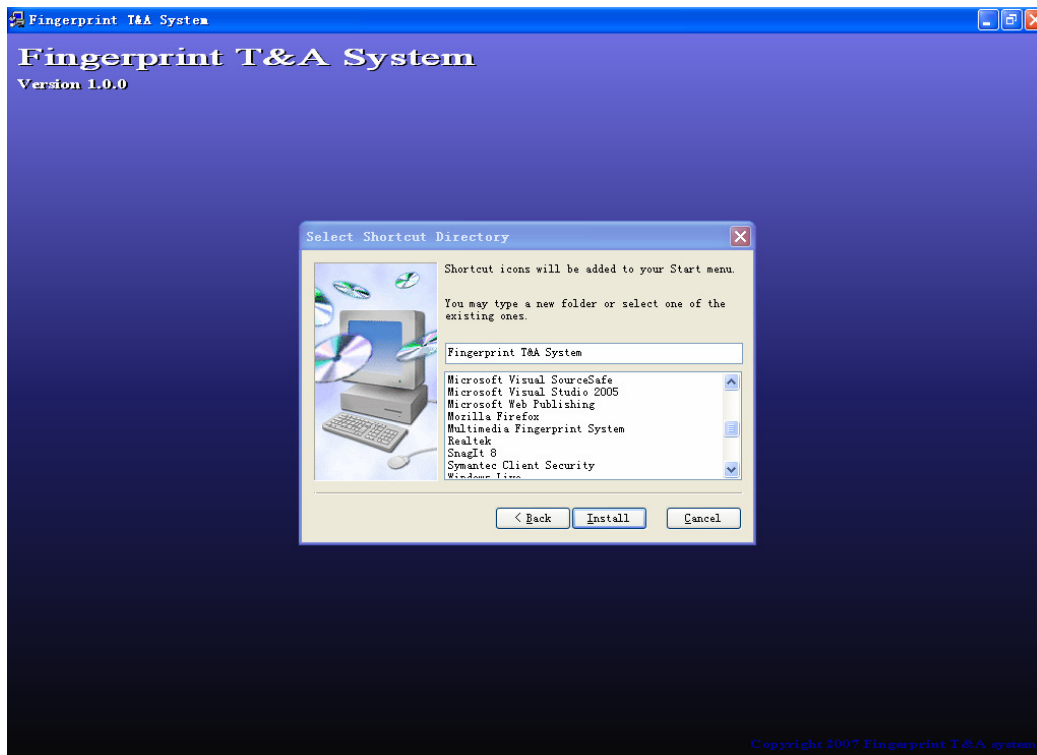 Fingerprint T&A System
Fingerprint T&A System
Version 1.0.0
Select Shortcut Directory
Shortcut icons will be added to your Start menu.
You may type a new folder or select one of the
existing ones.
Fingerprint T&A System
Microsoft Visual SourceSafe
Microsoft Visual Studio 2005
Microsoft Web Publishing
Mozilla Firefox
Multimedia Fingerprint System
Realtek
SnagIt 8
Symantec Client Security
Windows Live
< Back
Install
Cancel
Copyright 2007 Fingerprint T&A system